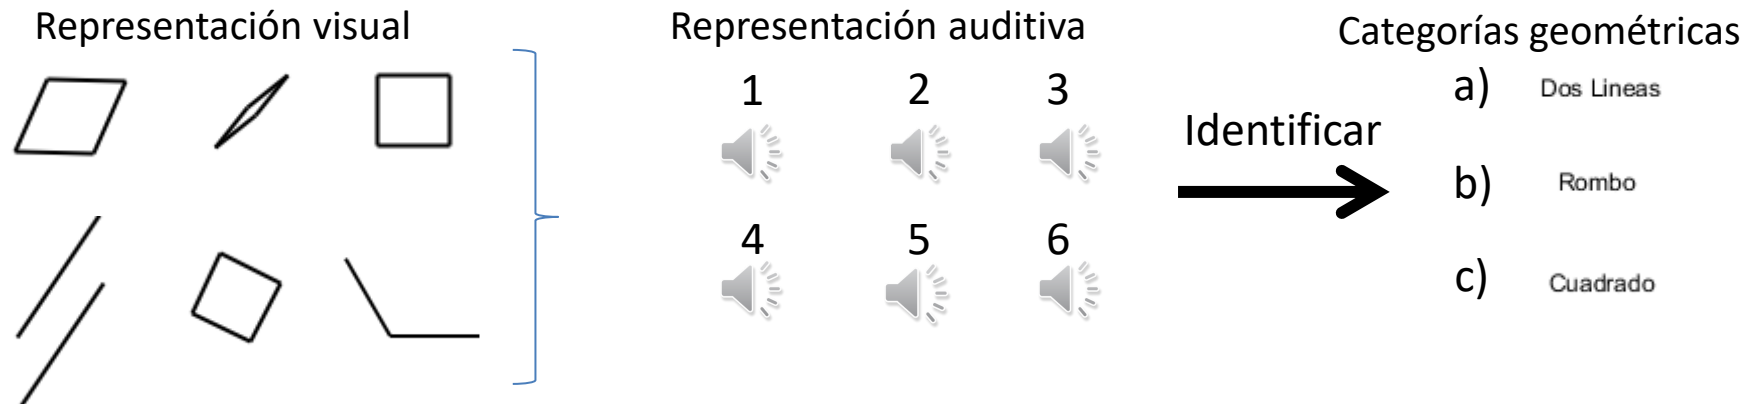 Representación visual
Representación auditiva
1 2 3
4 5 6
Identificar
Categorías geométricas
a) Dos Lineas
b) Rombo
c) Cuadrado